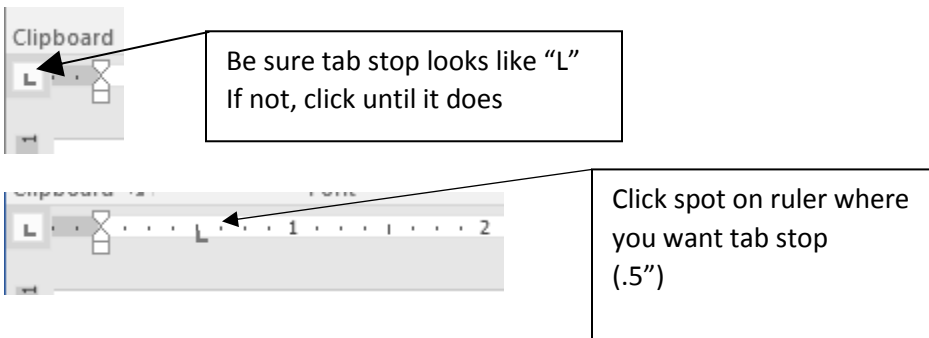 Clipboard
Be sure tab stop looks like “L”
If not, click until it does
L
1
Clipboard
Font
Click spot on ruler where
you want tab stop
(.5”)
L
L
1
2